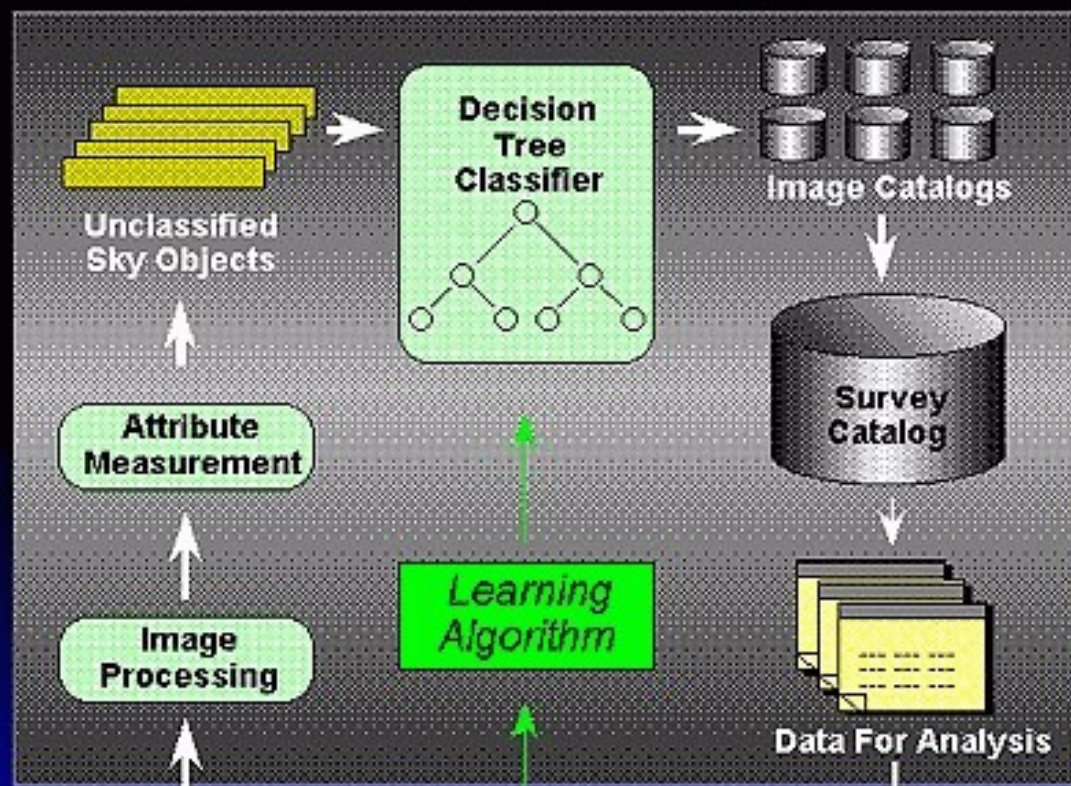 Decision
Tree
Classifier
Image Catalogs
Unclassified
Sky Objects
Attribute
Measurement
Survey
Catalog
Learning
Algorithm
Image
Processing
Data For Analysis